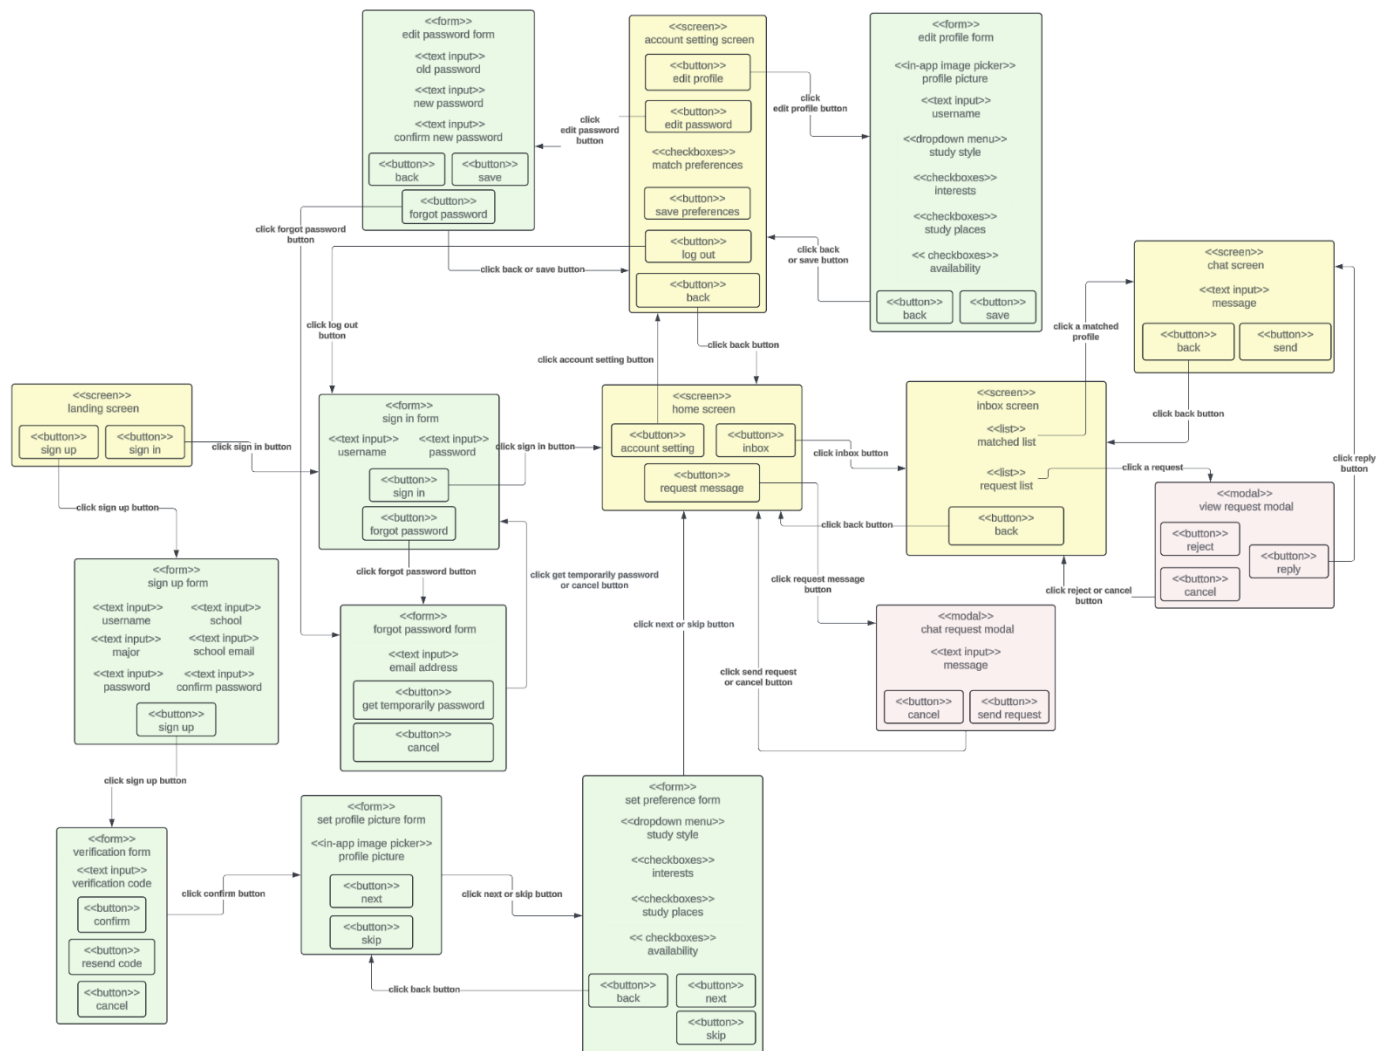 <<form>>
edit password form
<<text input>>
old password
<<text input>>
new password
<<text input>>
confirm new password
<<button>>
back
<<button>>
save
<<button>>
forgot password
<<screen>>
account setting screen
<<button>>
edit profile
<<button>>
edit password
<<checkboxes>>
match preferences
<<button>>
save preferences
<<button>>
log out
<<button>>
back
<<form>>
edit profile form
<<in-app image picker>>
profile picture
<<text input>>
username
<<dropdown menu>>
study style
<<checkboxes>>
interests
<<checkboxes>>
study places
<< checkboxes>>
availability
<<button>>
back
<<button>>
save
click
edit password
button
click
edit profile button
click forgot password
button
click back or save button
click back
or save button
click log out
button
click account setting button
click back button
<<screen>>
chat screen
<<text input>>
message
<<button>>
back
<<button>>
send
click a matched
profile
click back button
click reply
button
<<screen>>
landing screen
<<button>>
sign up
<<button>>
sign in
click sign in button
click sign up button
<<form>>
sign in form
<<text input>>
username
<<text input>>
password
<<button>>
sign in
<<button>>
forgot password
click sign in button
<<screen>>
home screen
<<button>>
account setting
<<button>>
inbox
<<button>>
request message
click inbox button
click back button
<<screen>>
inbox screen
<<list>>
matched list
<<list>>
request list
<<button>>
back
click a request
<<modal>>
view request modal
<<button>>
reject
<<button>>
reply
<<button>>
cancel
click reject or cancel
button
click forgot password button
click get temporarily password
or cancel button
click request message
button
click next or skip button
click send request
or cancel button
<<form>>
sign up form
<<text input>>
username
<<text input>>
school
<<text input>>
major
<<text input>>
school email
<<text input>>
password
<<text input>>
confirm password
<<button>>
sign up
click sign up button
<<form>>
forgot password form
<<text input>>
email address
<<button>>
get temporarily password
<<button>>
cancel
<<modal>>
chat request modal
<<text input>>
message
<<button>>
cancel
<<button>>
send request
<<form>>
verification form
<<text input>>
verification code
<<button>>
confirm
<<button>>
resend code
<<button>>
cancel
click confirm button
<<form>>
set profile picture form
<<in-app image picker>>
profile picture
<<button>>
next
<<button>>
skip
click next or skip button
click back button
<<form>>
set preference form
<<dropdown menu>>
study style
<<checkboxes>>
interests
<<checkboxes>>
study places
<< checkboxes>>
availability
<<button>>
back
<<button>>
next
<<button>>
skip